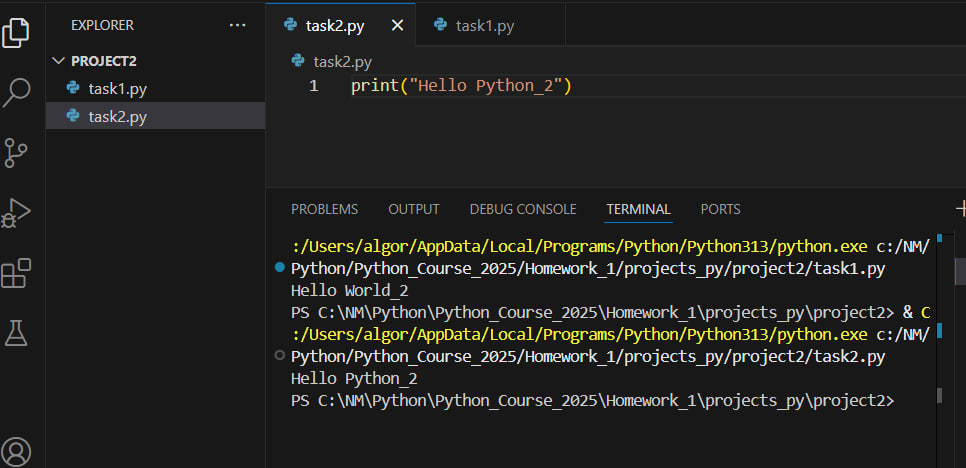 EXPLORER
PROJECT2
task1.py
task2.py
task2.py
task1.py
task2.py
1 print("Hello Python_2")
PROBLEMS OUTPUT DEBUG CONSOLE TERMINAL PORTS
:/Users/algor/AppData/Local/Programs/Python/Python313/python.exe c:/NM/
Python/Python_Course_2025/Homework_1/projects_py/project2/task1.py
Hello World_2
PS C:\NM\Python\Python_Course_2025\Homework_1\projects_py\project2> & C
:/Users/algor/AppData/Local/Programs/Python/Python313/python.exe c:/NM/
Python/Python_Course_2025/Homework_1/projects_py/project2/task2.py
Hello Python_2
PS C:\NM\Python\Python_Course_2025\Homework_1\projects_py\project2>